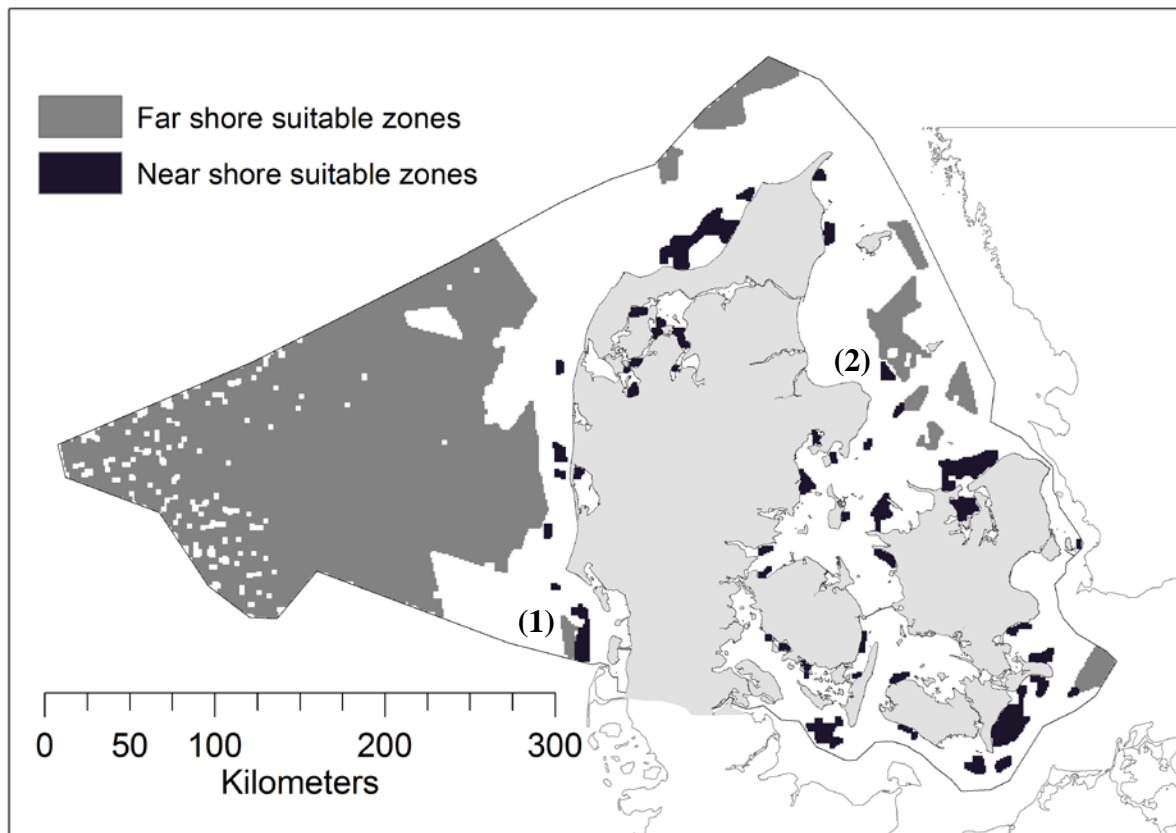 Far shore suitable zones
Near shore suitable zones
(2)
(1)
0 50 100 200 300
Kilometers